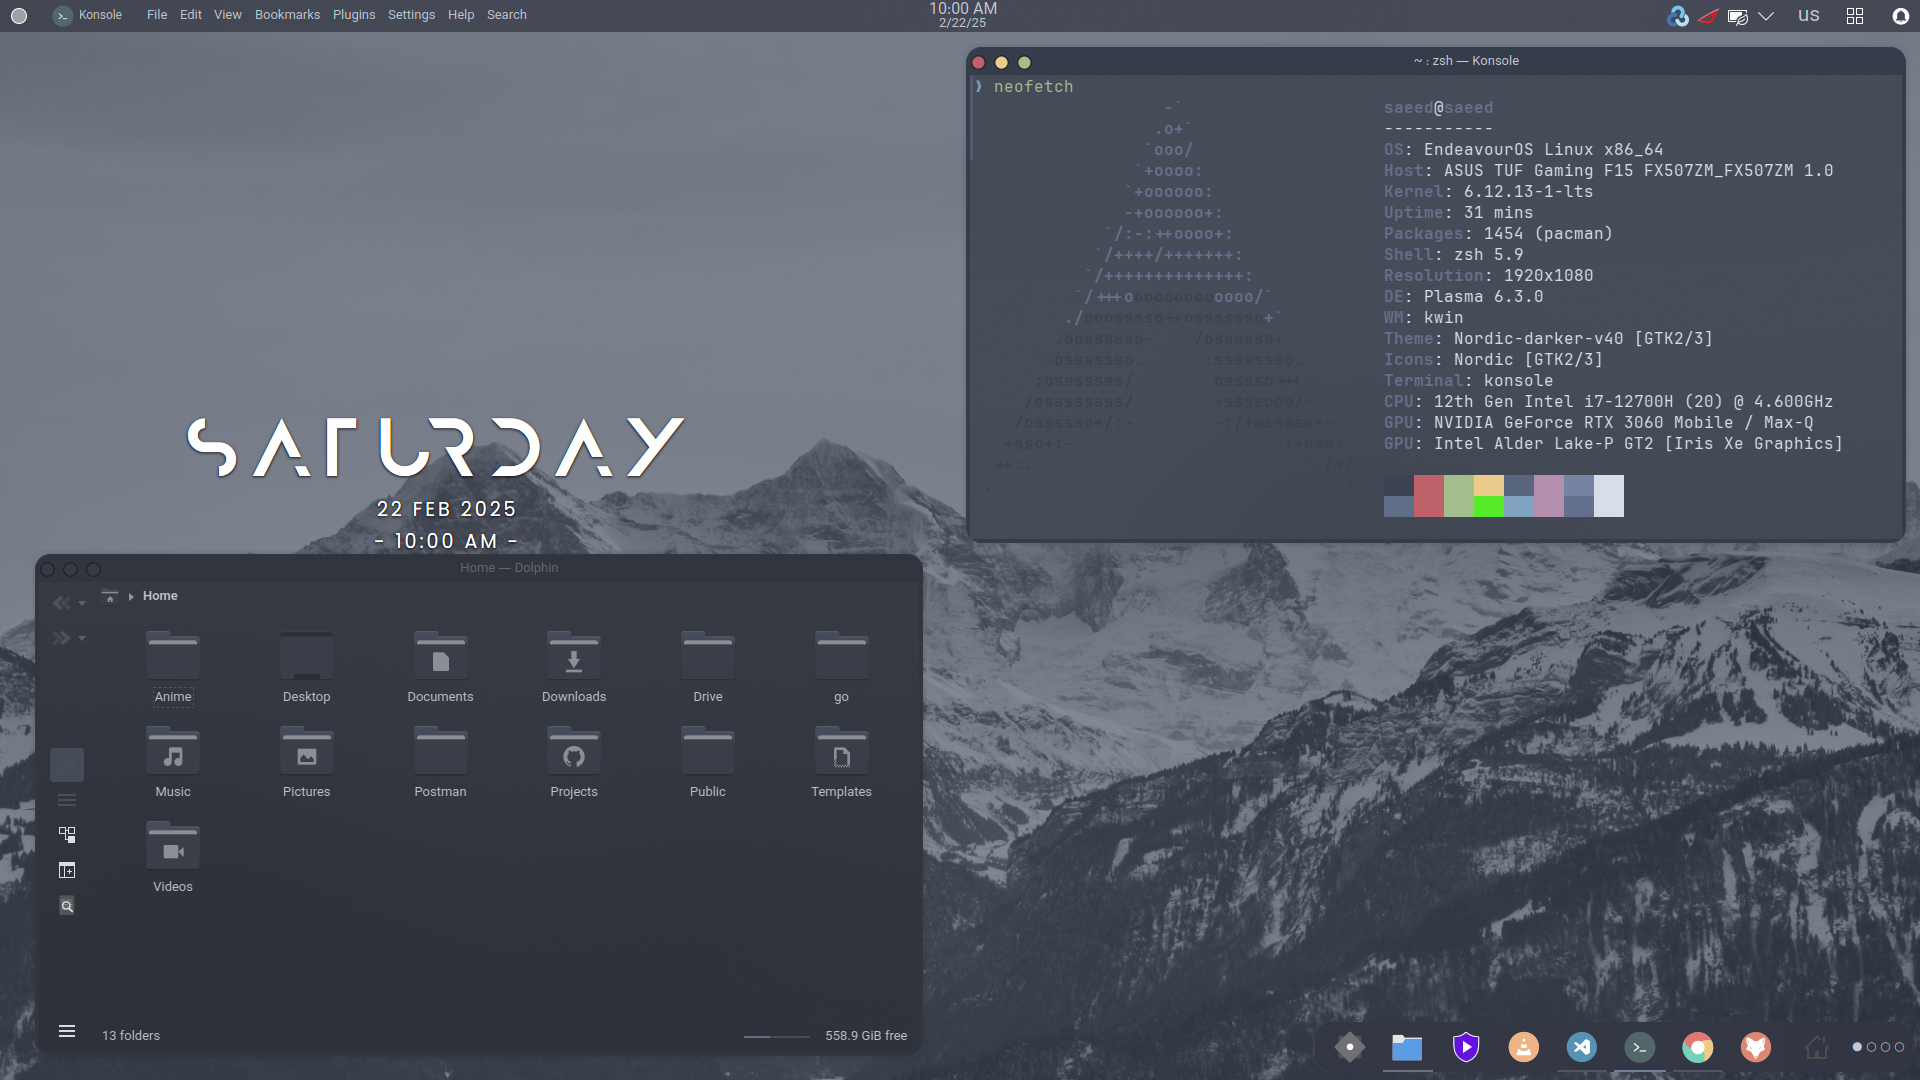 Konsole File Edit View Bookmarks Plugins Settings Help Search
10:00 AM
2/22/25
US
~ : zsh — Konsole
❯ neofetch
saeed@saeed
-----------
OS: EndeavourOS Linux x86_64
Host: ASUS TUF Gaming F15 FX507ZM_FX507ZM 1.0
Kernel: 6.12.13-1-lts
Uptime: 31 mins
Packages: 1454 (pacman)
Shell: zsh 5.9
Resolution: 1920x1080
DE: Plasma 6.3.0
WM: kwin
Theme: Nordic-darker-v40 [GTK2/3]
Icons: Nordic [GTK2/3]
Terminal: konsole
CPU: 12th Gen Intel i7-12700H (20) @ 4.600GHz
GPU: NVIDIA GeForce RTX 3060 Mobile / Max-Q
GPU: Intel Alder Lake-P GT2 [Iris Xe Graphics]
SATURDAY
22 FEB 2025
- 10:00 AM -
Home — Dolphin
Home
Anime Desktop Documents Downloads Drive go
Music Pictures Postman Projects Public Templates
Videos
13 folders
558.9 GiB free